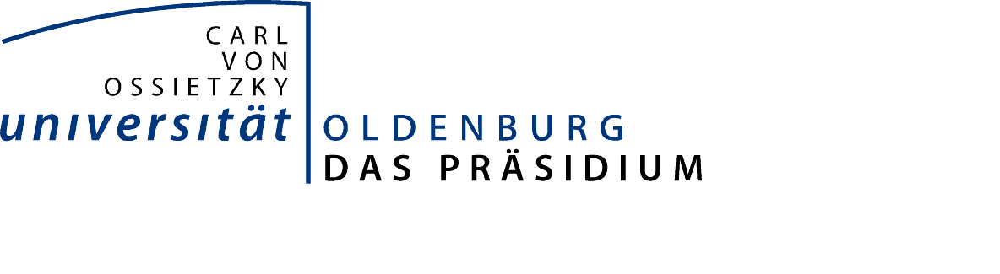 CARL
VON
OSSIETZKY
universität OLDENBURG
DAS PRÄSIDIUM